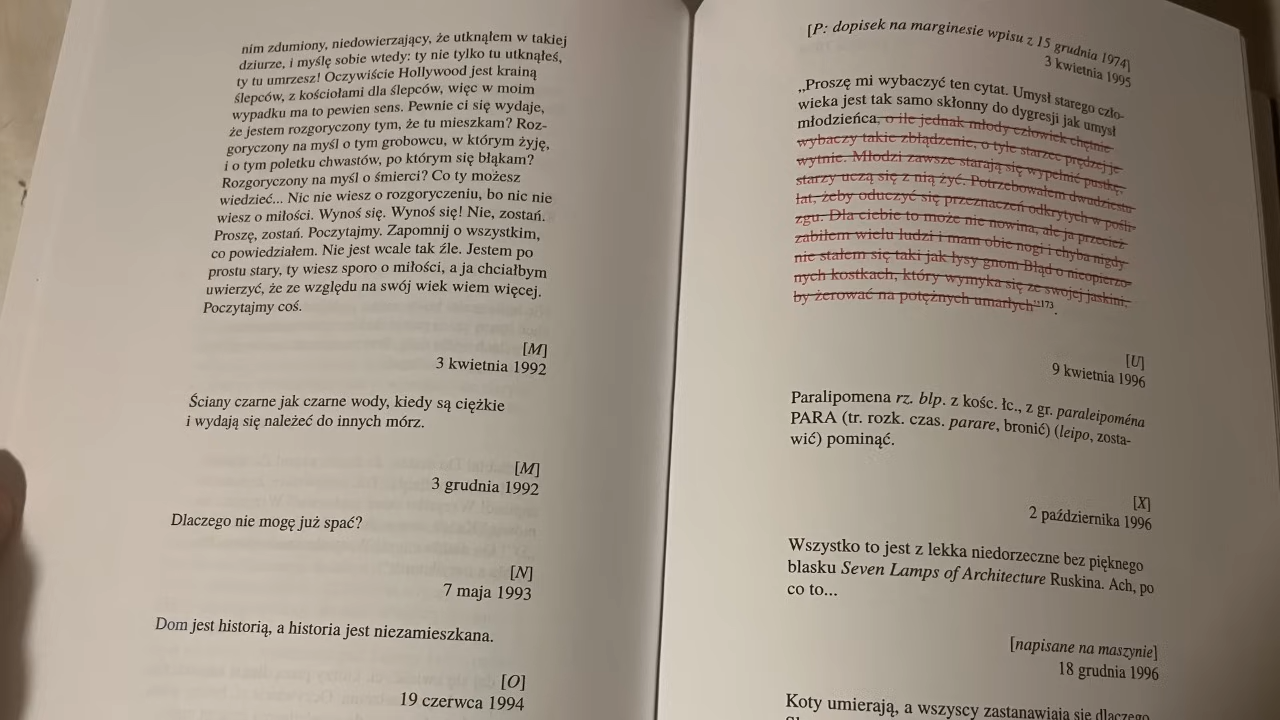 nim zdumiony, niedowierzający, że utknąłem w takiej
dziurze, i myślę sobie wtedy: ty nie tylko tu utknąłeś,
ty tu umrzesz! Oczywiście Hollywood jest krainą
ślepców, z kościołami dla ślepców, więc w moim
wypadku ma to pewien sens. Pewnie ci się wydaje,
że jestem rozgoryczony tym, że tu mieszkam? Roz-
goryczony na myśl o tym grobowcu, w którym żyję,
i o tym poletku chwastów, po którym się błąkam?
Rozgoryczony na myśl o śmierci? Co ty możesz
wiedzieć... Nic nie wiesz o rozgoryczeniu, bo nic nie
wiesz o miłości. Wynoś się. Wynoś się! Nie, zostań.
Proszę, zostań. Poczytajmy. Zapomnij o wszystkim,
co powiedziałem. Nie jest wcale tak źle. Jestem po
prostu stary, ty wiesz sporo o miłości, a ja chciałbym
uwierzyć, że ze względu na swój wiek wiem więcej.
Poczytajmy coś.
[M]
3 kwietnia 1992
Ściany czarne jak czarne wody, kiedy są ciężkie
i wydają się należeć do innych mórz.
[M]
3 grudnia 1992
Dlaczego nie mogę już spać?
[N]
7 maja 1993
Dom jest historią, a historia jest niezamieszkana.
[O]
19 czerwca 1994
[P: dopisek na marginesie wpisu z 15 grudnia 1974]
3 kwietnia 1995
„Proszę mi wybaczyć ten cytat. Umysł starego czło-
wieka jest tak samo skłonny do dygresji jak umysł
młodzieńca, o ile jednak młody człowiek chętnie
wybaczy takie zbłądzenie, o tyle starzec prędzej je
wytnie. Młodzi zawsze starają się wypełnić pustkę,
starzy uczą się z nią żyć. Potrzebowałem dwudziestu
lat, żeby oduczyć się przeznaczeń odkrytych w pośli-
zgu. Dla ciebie to może nie nowina, ale ja przecież
zabiłem wielu ludzi i mam obie nogi i chyba nigdy
nie stałem się taki jak łysy gnom Błąd o nieopierzo-
nych kostkach, który wymyka się ze swojej jaskini,
by żerować na potężnych umarłych”¹⁷³.
[U]
9 kwietnia 1996
Paralipomena rz. blp. z kośc. łc., z gr. paraleipoména
PARA (tr. rozk. czas. parare, bronić) (leipo, zosta-
wić) pominąć.
[X]
2 października 1996
Wszystko to jest z lekka niedorzeczne bez pięknego
blasku Seven Lamps of Architecture Ruskina. Ach, po
co to...
[napisane na maszynie]
18 grudnia 1996
Koty umierają, a wszyscy zastanawiają się dlaczego